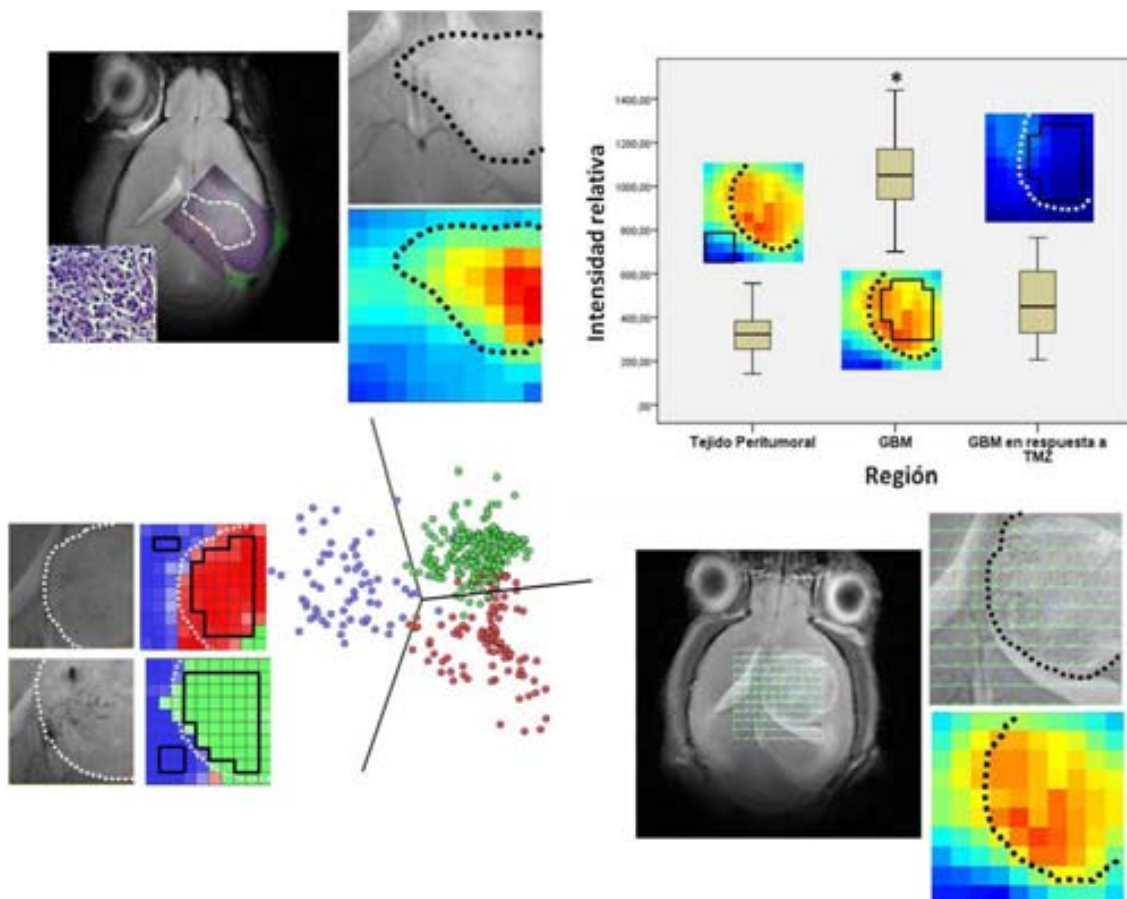 *
1400,00
1200,00
1000,00
800,00
600,00
400,00
200,00
,00
Intensidad relativa
Tejido Peritumoral
GBM
GBM en respuesta a
TMZ
Región